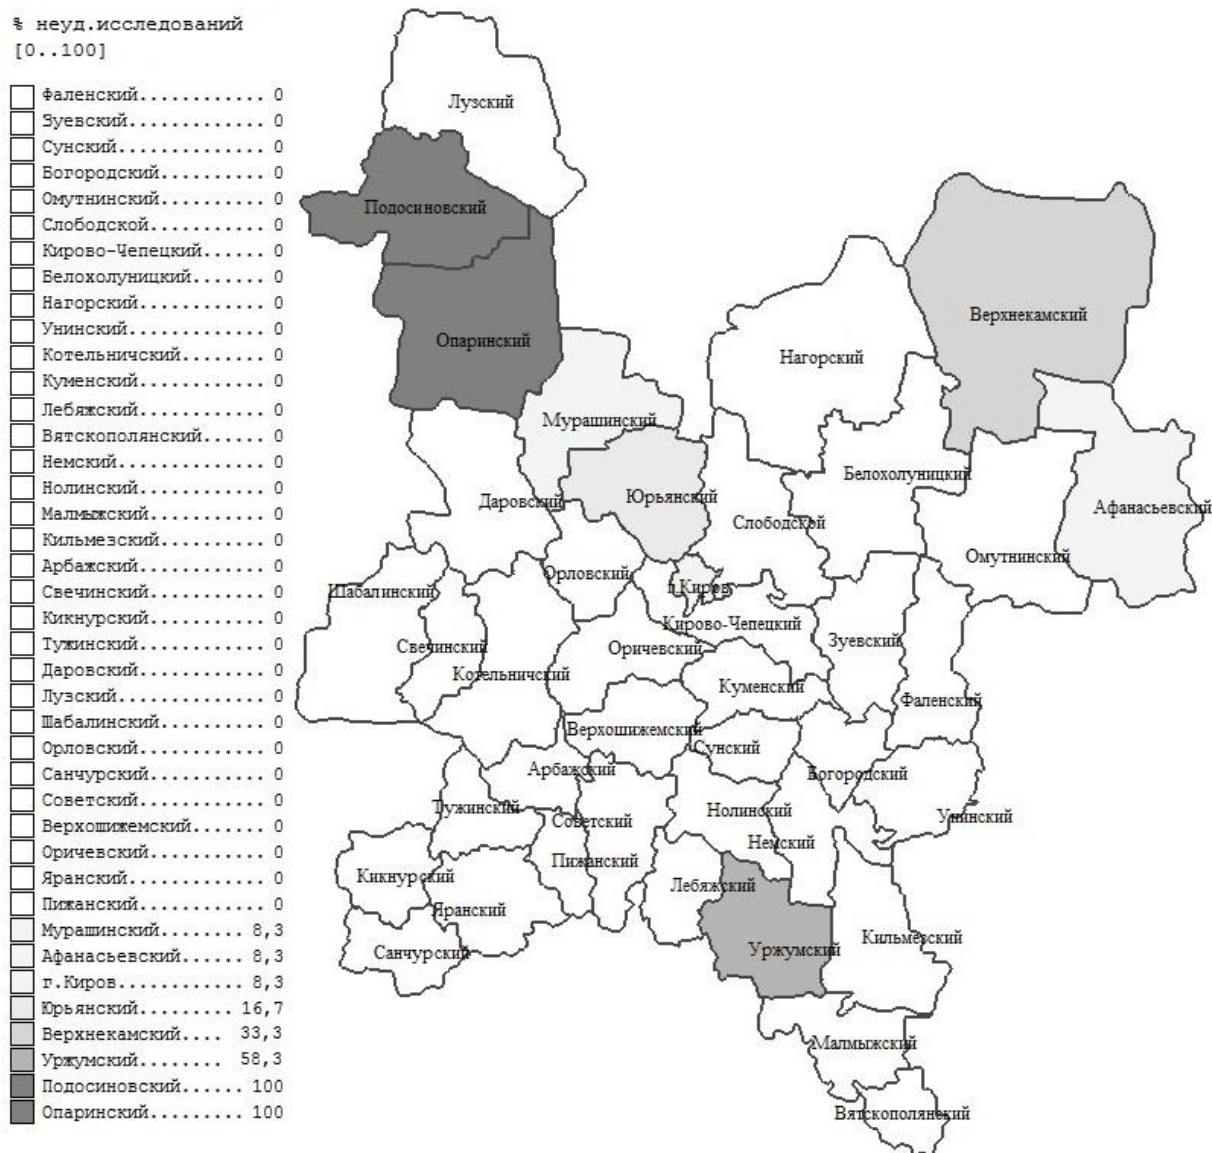 % неуд.исследований
[0..100]
Фаленский............ 0
Зуевский............. 0
Сунский.............. 0
Богородский.......... 0
Омутнинский.......... 0
Слободской........... 0
Кирово-Чепецкий...... 0
Белохолуницкий....... 0
Нагорский............ 0
Унинский............. 0
Котельничский........ 0
Куменский............ 0
Лебяжский............ 0
Вятскополянский...... 0
Немский.............. 0
Нолинский............ 0
Малмыжский........... 0
Кильмезский.......... 0
Арбажский............ 0
Свечинский........... 0
Кикнурский........... 0
Тужинский............ 0
Даровский............ 0
Лузский.............. 0
Шабалинский.......... 0
Орловский............ 0
Санчурский........... 0
Советский............ 0
Верхошижемский....... 0
Оричевский........... 0
Яранский............. 0
Пижанский............ 0
Мурашинский........ 8,3
Афанасьевский...... 8,3
г.Киров............ 8,3
Юрьянский......... 16,7
Верхнекамский.... 33,3
Уржумский........ 58,3
Подосиновский...... 100
Опаринский......... 100
Лузский
Подосиновский
Верхнекамский
Опаринский
Нагорский
Мурашинский
Белохолуницкий
Юрьянский
Даровский
Афанасьевский
Слободской
Омутнинский
Орловский
г.Киров
Шабалинский
Кирово-Чепецкий
Зуевский
Свечинский
Оричевский
Котельничский
Куменский
Фаленский
Верхошижемский
Сунский
Арбажский
Богородский
Тужинский
Нолинский
Унинский
Советский
Немский
Пижанский
Кикнурский
Лебяжский
Яранский
Кильмезский
Уржумский
Санчурский
Малмыжский
Вятскополянский